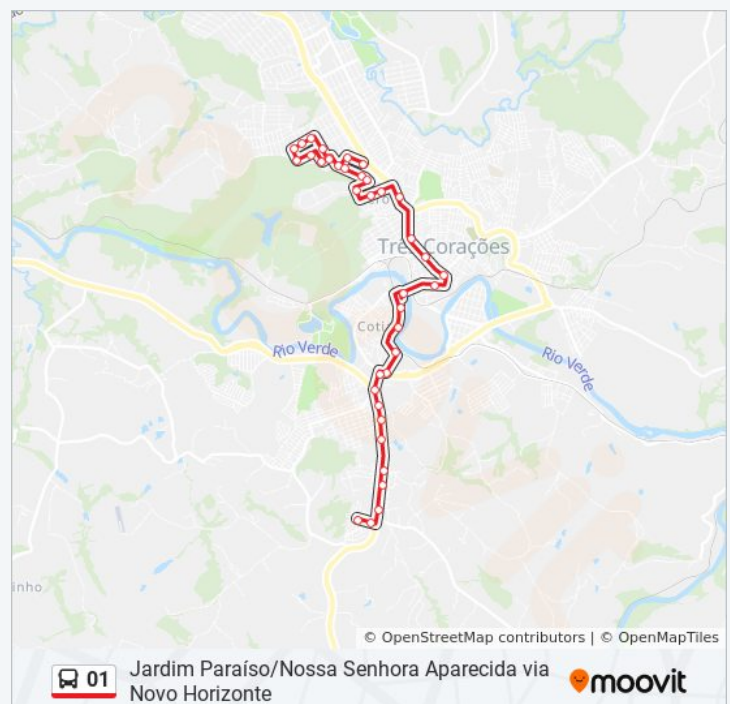 Três Corações
Coti
Rio Verde
Rio Verde
inho
© OpenStreetMap contributors | © OpenMapTiles
01
Jardim Paraíso/Nossa Senhora Aparecida via
Novo Horizonte
moovit